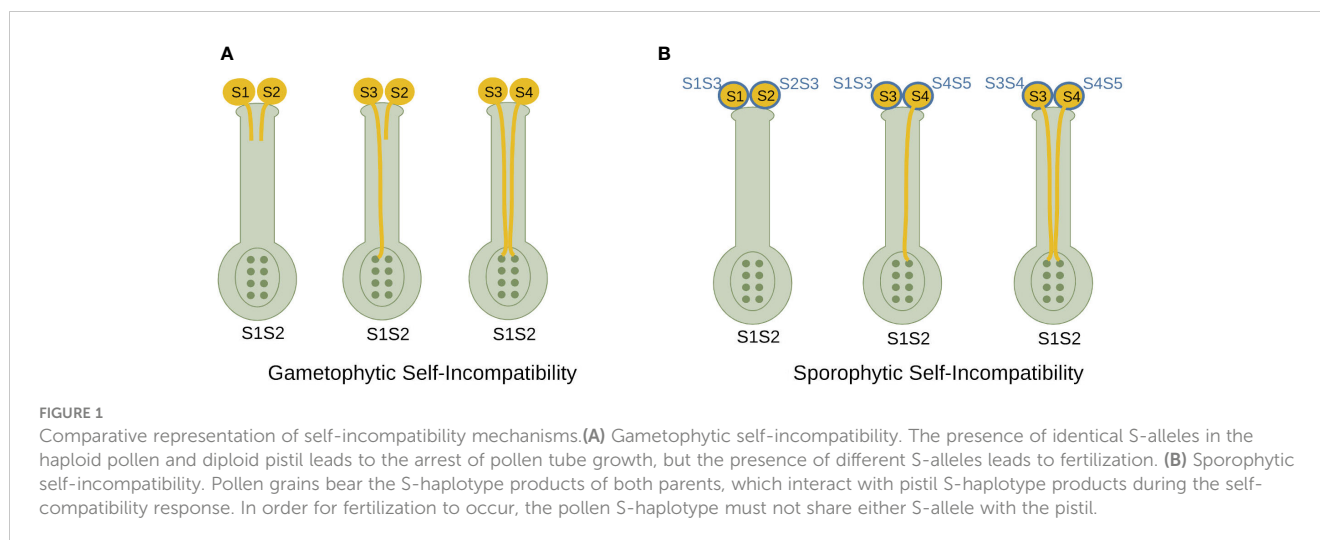 A
B
S1 S2
S3 S2
S3 S4
S1S3 S1 S2 S2S3
S1S3 S3 S4 S4S5
S3S4 S3 S4 S4S5
S1S2
S1S2
S1S2
S1S2
S1S2
S1S2
Gametophytic Self-Incompatibility
Sporophytic Self-Incompatibility
FIGURE 1
Comparative representation of self-incompatibility mechanisms.(A) Gametophytic self-incompatibility. The presence of identical S-alleles in the
haploid pollen and diploid pistil leads to the arrest of pollen tube growth, but the presence of different S-alleles leads to fertilization. (B) Sporophytic
self-incompatibility. Pollen grains bear the S-haplotype products of both parents, which interact with pistil S-haplotype products during the self-
compatibility response. In order for fertilization to occur, the pollen S-haplotype must not share either S-allele with the pistil.